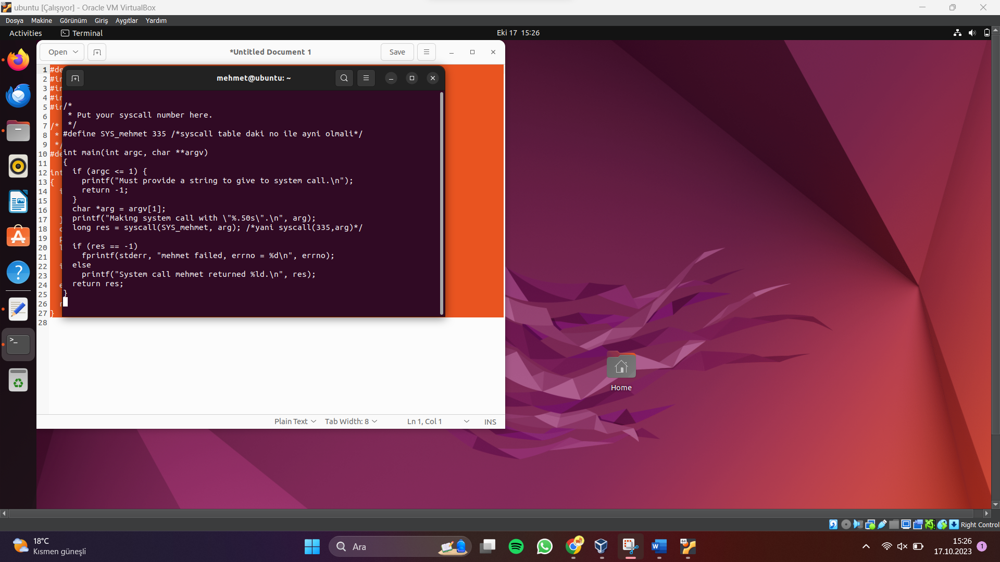 ubuntu [Çalışıyor] - Oracle VM VirtualBox
Dosya Makine Görünüm Giriş Aygıtlar Yardım
Activities Terminal Eki 17 15:26
Open *Untitled Document 1 Save
mehmet@ubuntu: ~
1 #de
2 #in
3 #in
4 #in
5 #in
6
7 /*
8 *
9 */
10 #de
11
12 int
13 {
14 i
15
16
17 }
18 c
19 p
20 l
21
22 i
23
24 e
25
26 r
27 }
28
/*
* Put your syscall number here.
*/
#define SYS_mehmet 335 /*syscall table daki no ile ayni olmali*/
int main(int argc, char **argv)
{
if (argc <= 1) {
printf("Must provide a string to give to system call.\n");
return -1;
}
char *arg = argv[1];
printf("Making system call with \"%.50s\".\n", arg);
long res = syscall(SYS_mehmet, arg); /*yani syscall(335,arg)*/
if (res == -1)
fprintf(stderr, "mehmet failed, errno = %d\n", errno);
else
printf("System call mehmet returned %ld.\n", res);
return res;
}
Home
Plain Text Tab Width: 8 Ln 1, Col 1 INS
Right Control
18°C
Kısmen güneşli
Ara
15:26
17.10.2023
1